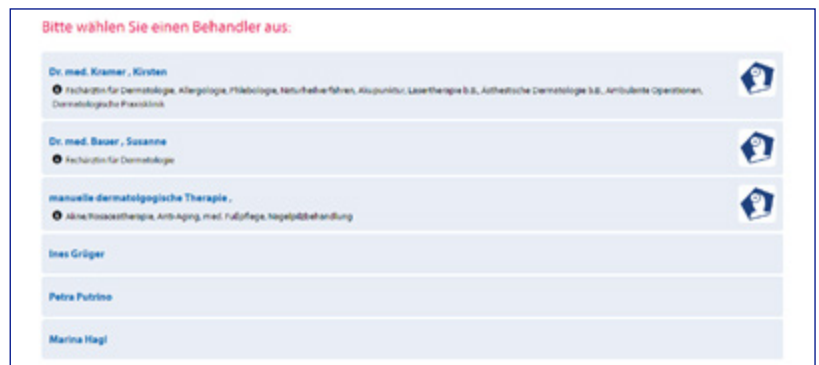 Bitte wählen Sie einen Behandler aus:
Dr. med. Kramer , Kirsten
Fachärztin für Dermatologie, Allergologie, Phlebologie, Naturheilverfahren, Akupunktur, Lasertherapie b.B., Ästhestische Dermatologie b.B., Ambulante Operationen,
Dermatologische Praxisklinik
Dr. med. Bauer , Susanne
Fachärztin für Dermatologie
manuelle dermatolgogische Therapie ,
Akne/Rosaceatherapie, Anti-Aging, med. Fußpflege, Nagelpilzbehandlung
Ines Grüger
Petra Putrino
Marina Hagl